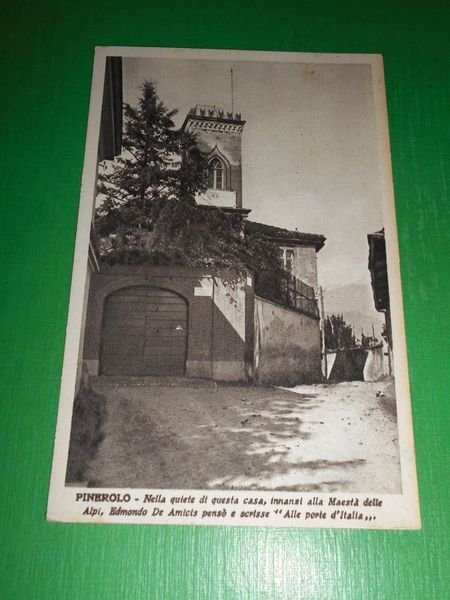 PINEROLO - Nella quiete di questa casa, innanzi alla Maestà delle
Alpi, Edmondo De Amicis pensò e scrisse "Alle porte d'Italia„.